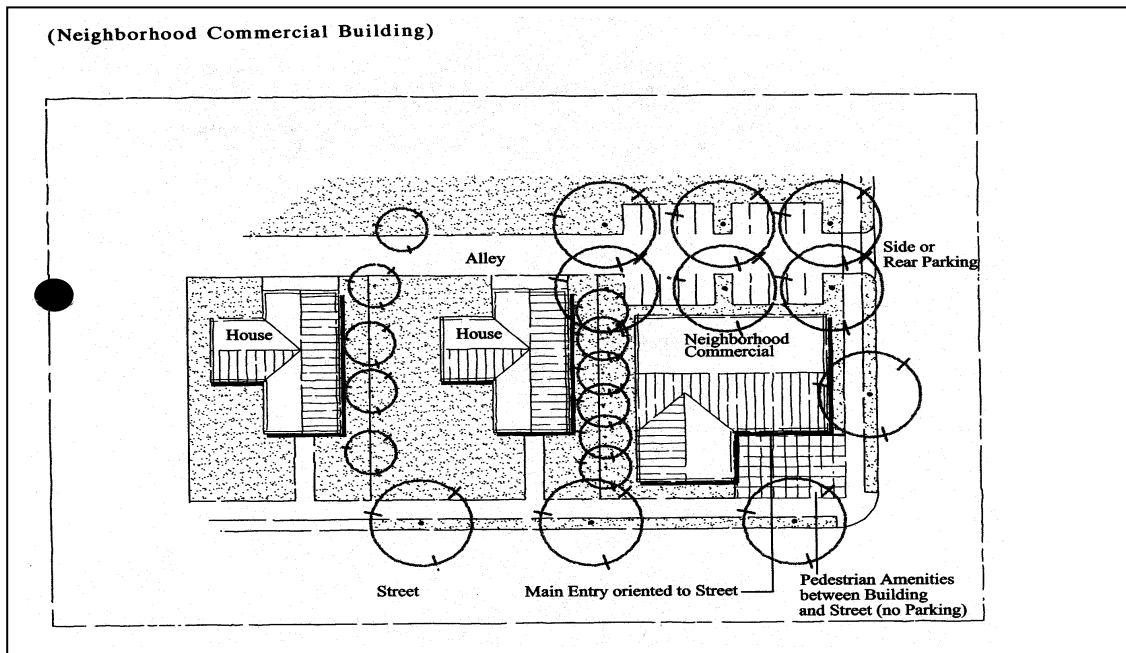 (Neighborhood Commercial Building)
Alley
Side or
Rear Parking
House
House
Neighborhood
Commercial
Street
Main Entry oriented to Street
Pedestrian Amenities
between Building
and Street (no Parking)